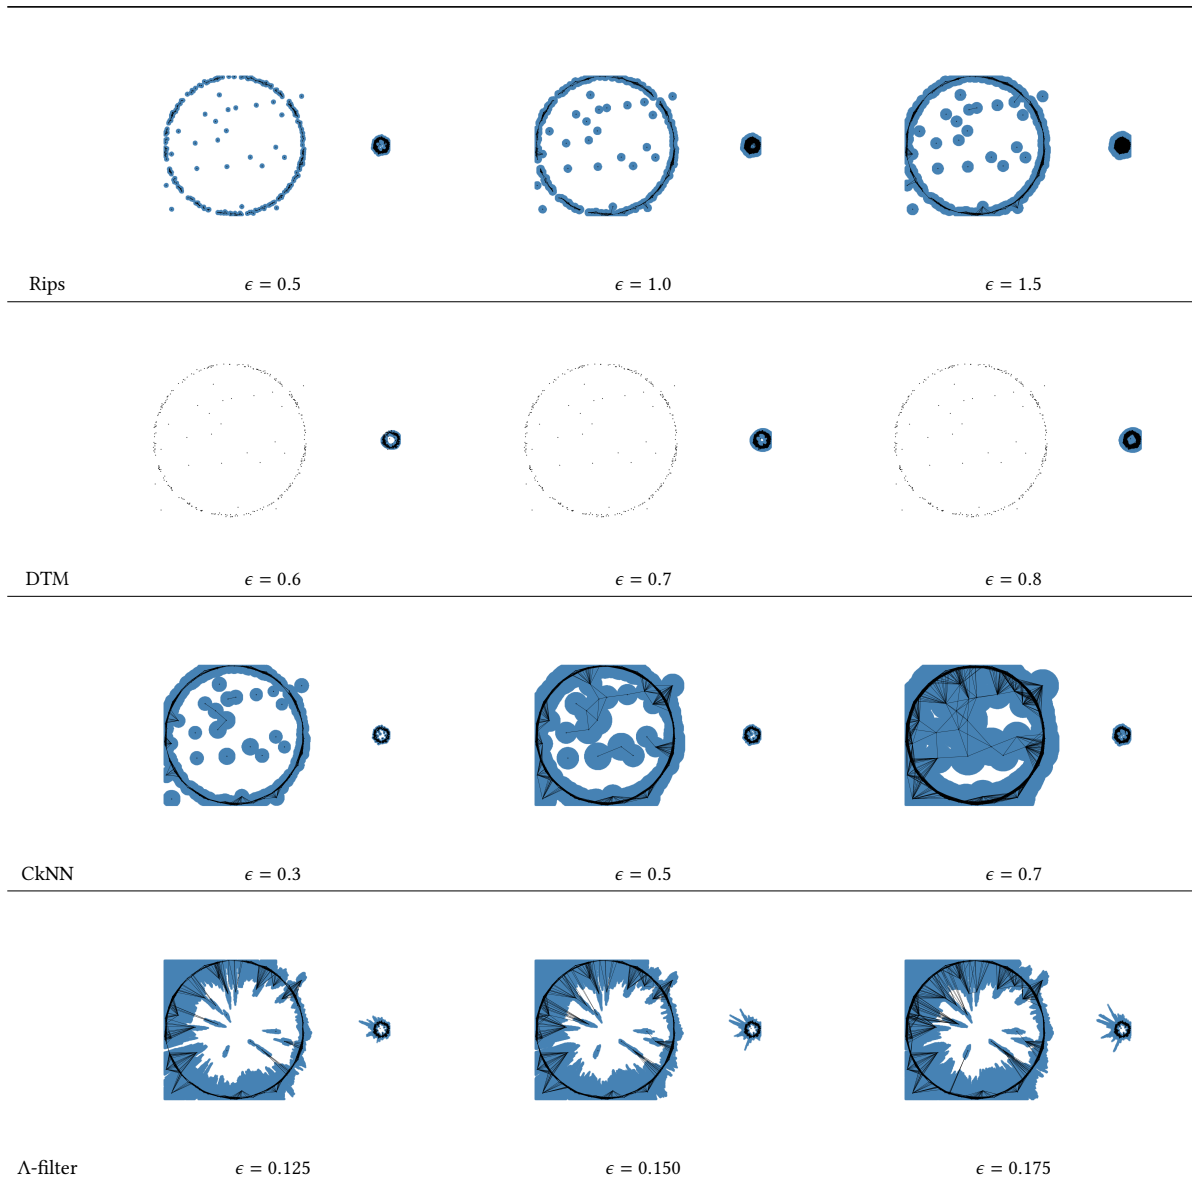 Rips ϵ = 0.5 ϵ = 1.0 ϵ = 1.5
DTM ϵ = 0.6 ϵ = 0.7 ϵ = 0.8
CkNN ϵ = 0.3 ϵ = 0.5 ϵ = 0.7
Λ-filter ϵ = 0.125 ϵ = 0.150 ϵ = 0.175